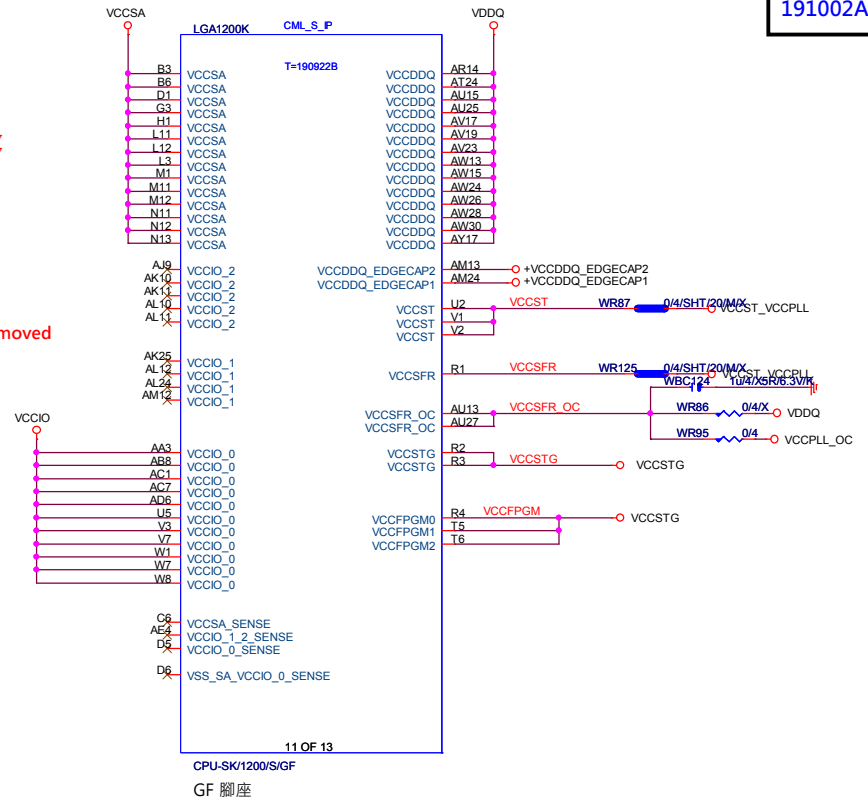 191002A
VCCSA
VDDQ
LGA1200K
CML_S_IP
T=190922B
B3 VCCSA
B6 VCCSA
D1 VCCSA
G3 VCCSA
H1 VCCSA
L11 VCCSA
L12 VCCSA
L3 VCCSA
M1 VCCSA
M11 VCCSA
M12 VCCSA
N11 VCCSA
N12 VCCSA
N13 VCCSA
VCCDDQ AR14
VCCDDQ AT24
VCCDDQ AU15
VCCDDQ AU25
VCCDDQ AV17
VCCDDQ AV19
VCCDDQ AV23
VCCDDQ AW13
VCCDDQ AW15
VCCDDQ AW24
VCCDDQ AW26
VCCDDQ AW28
VCCDDQ AW30
VCCDDQ AY17
moved
AJ9 VCCIO_2
AK10 VCCIO_2
AK11 VCCIO_2
AL10 VCCIO_2
AL11 VCCIO_2
VCCDDQ_EDGECAP2 AM13 +VCCDDQ_EDGECAP2
VCCDDQ_EDGECAP1 AM24 +VCCDDQ_EDGECAP1
VCCST U2 VCCST WR87 0/4/SHT/20/M/X VCCST_VCCPLL
VCCST V1
VCCST V2
AK25 VCCIO_1
AL12 VCCIO_1
AL24 VCCIO_1
AM12 VCCIO_1
VCCSFR R1 VCCSFR WR125 0/4/SHT/20/M/X VCCST_VCCPLL
WBC124 1u/4/X5R/6.3V/K
VCCSFR_OC AU13 VCCSFR_OC WR86 0/4/X VDDQ
VCCSFR_OC AU27
WR95 0/4 VCCPLL_OC
VCCIO
AA3 VCCIO_0
AB8 VCCIO_0
AC1 VCCIO_0
AC7 VCCIO_0
AD6 VCCIO_0
U5 VCCIO_0
V3 VCCIO_0
V7 VCCIO_0
W1 VCCIO_0
W7 VCCIO_0
W8 VCCIO_0
VCCSTG R2
VCCSTG R3 VCCSTG VCCSTG
VCCFPGM0 R4 VCCFPGM VCCSTG
VCCFPGM1 T5
VCCFPGM2 T6
C6 VCCSA_SENSE
AE4 VCCIO_1_2_SENSE
D5 VCCIO_0_SENSE
D6 VSS_SA_VCCIO_0_SENSE
11 OF 13
CPU-SK/1200/S/GF
GF 腳座